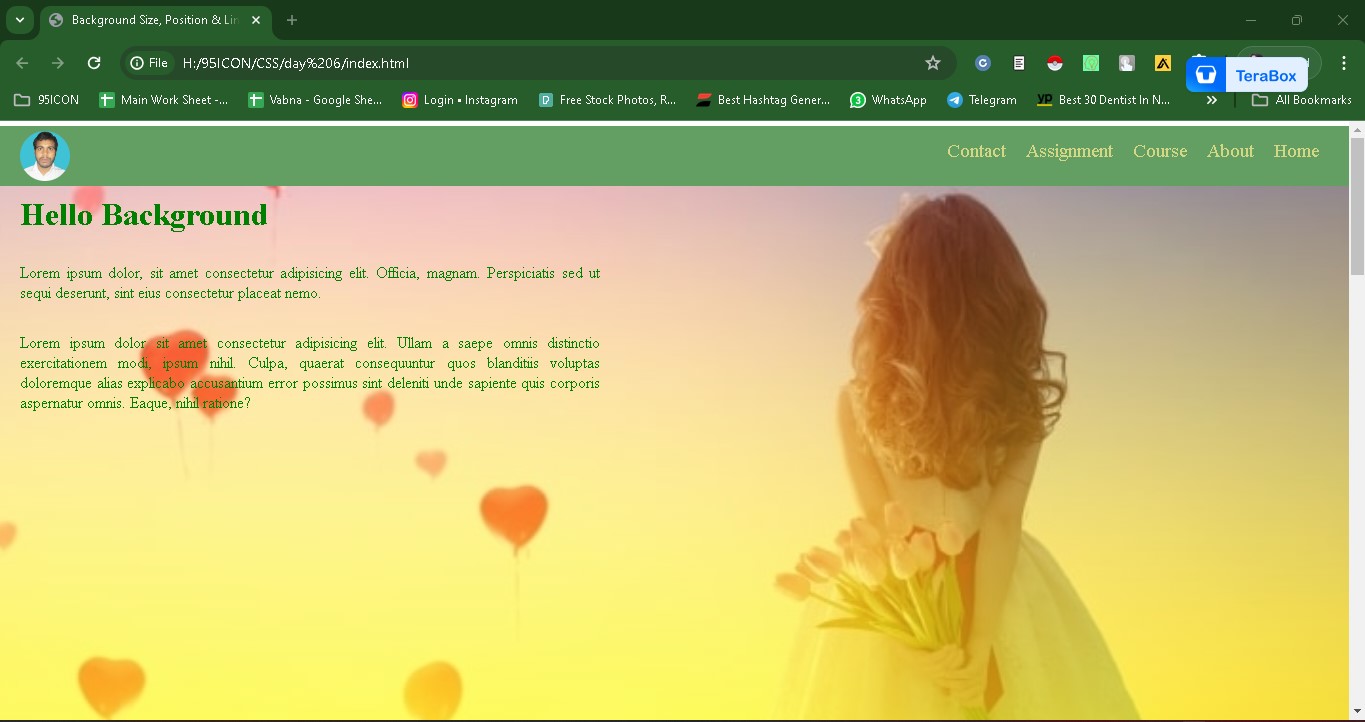 Background Size, Position & Lin
File H:/95ICON/CSS/day%206/index.html
TeraBox
95ICON Main Work Sheet -... Vabna - Google She... Login • Instagram Free Stock Photos, R... Best Hashtag Gener... WhatsApp Telegram Best 30 Dentist In N... » All Bookmarks
Contact Assignment Course About Home
Hello Background
Lorem ipsum dolor, sit amet consectetur adipisicing elit. Officia, magnam. Perspiciatis sed ut
sequi deserunt, sint eius consectetur placeat nemo.
Lorem ipsum dolor sit amet consectetur adipisicing elit. Ullam a saepe omnis distinctio
exercitationem modi, ipsum nihil. Culpa, quaerat consequuntur quos blanditiis voluptas
doloremque alias explicabo accusantium error possimus sint deleniti unde sapiente quis corporis
aspernatur omnis. Eaque, nihil ratione?